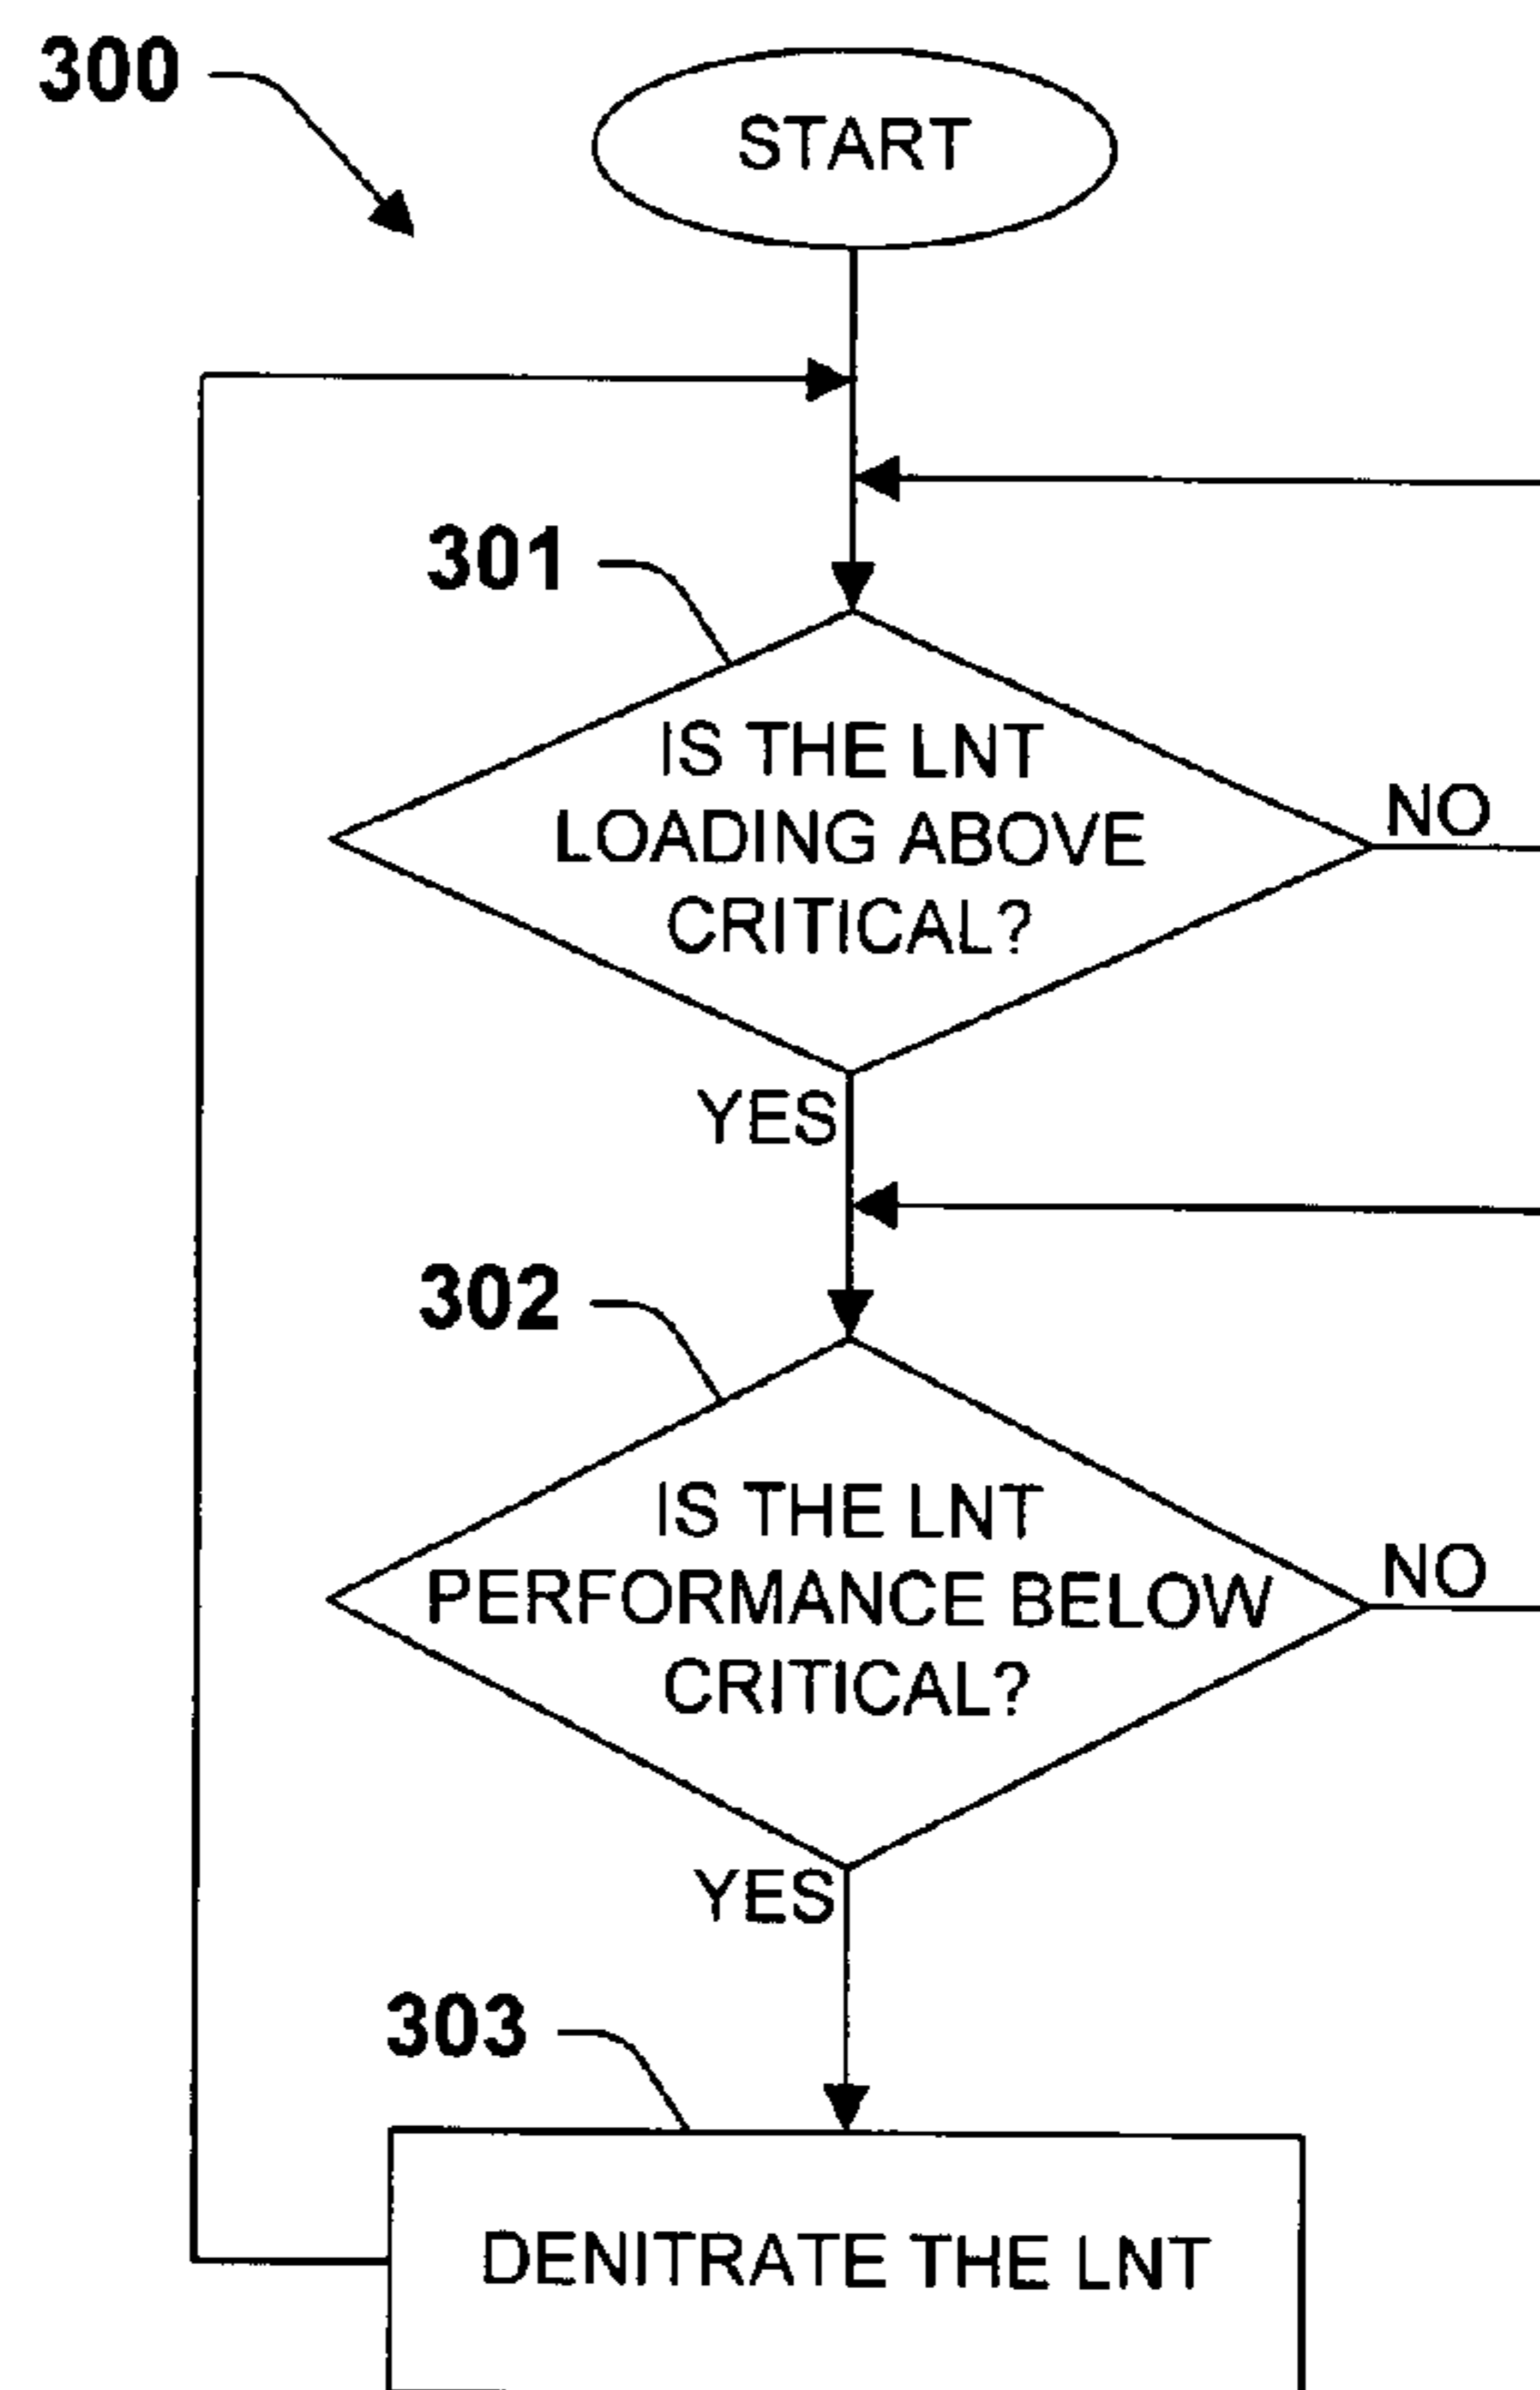 300
START
301
IS THE LNT
LOADING ABOVE
CRITICAL?
NO
YES
302
IS THE LNT
PERFORMANCE BELOW
CRITICAL?
NO
YES
303
DENITRATE THE LNT